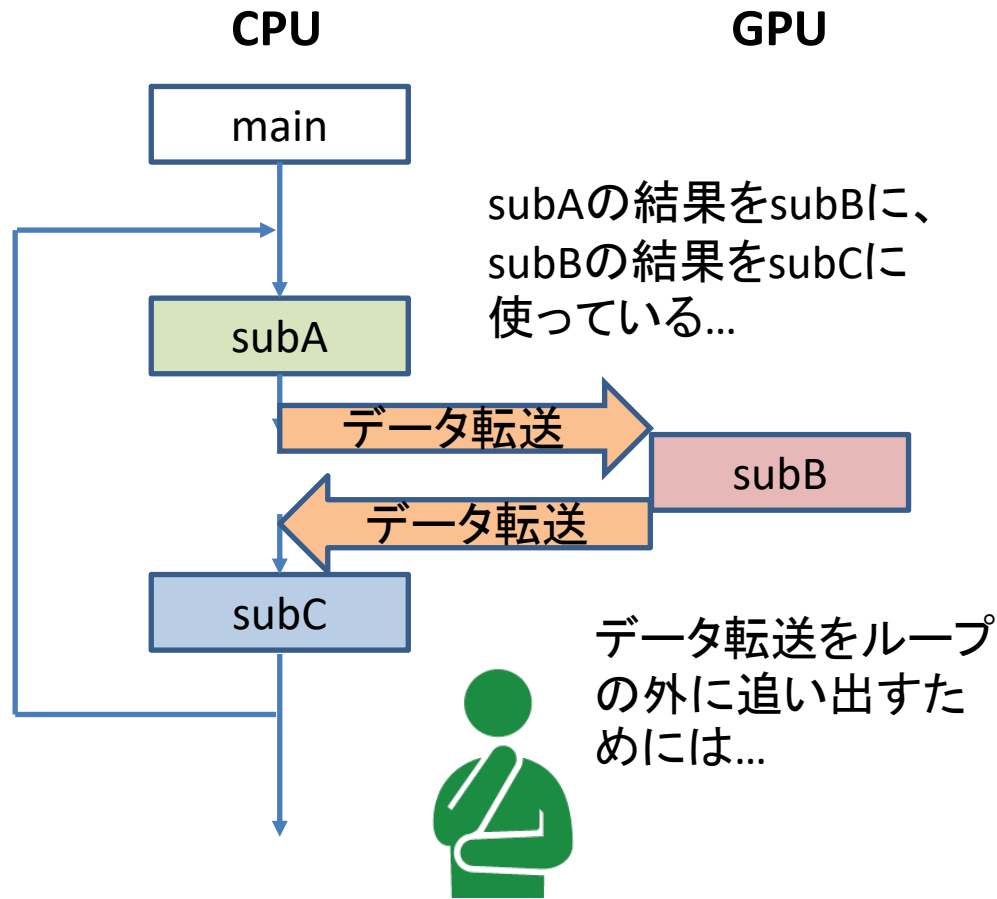 CPU
GPU
main
subAの結果をsubBに、
subBの結果をsubCに
使っている…
subA
データ転送
subB
データ転送
subC
データ転送をループ
の外に追い出すた
めには…